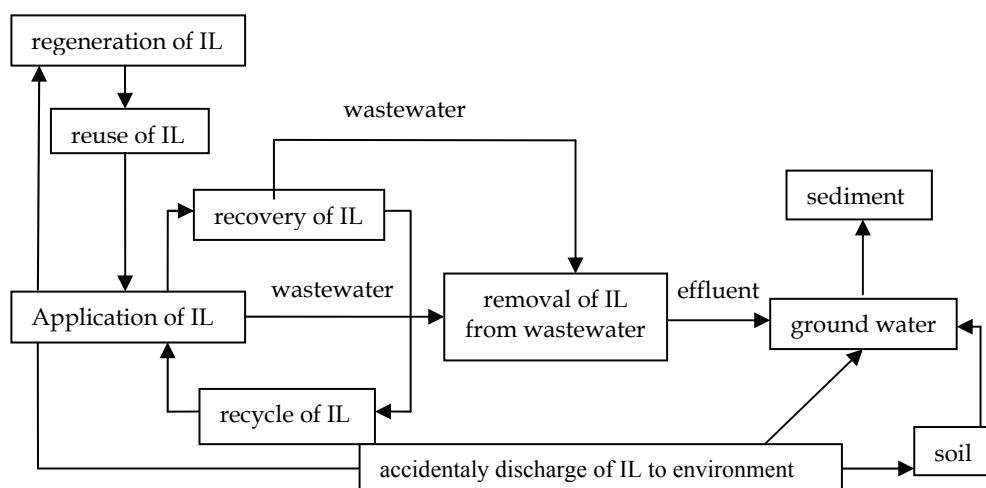 regeneration of IL
reuse of IL
wastewater
recovery of IL
sediment
Application of IL
wastewater
removal of IL
from wastewater
effluent
ground water
recycle of IL
accidentaly discharge of IL to environment
soil